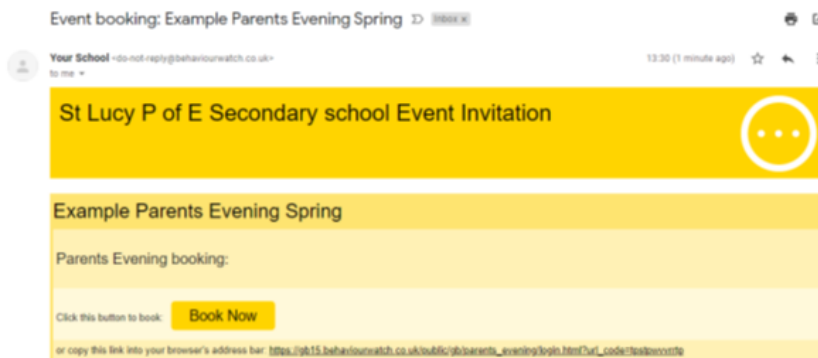 Event booking: Example Parents Evening Spring Inbox x
Your School <do-not-reply@behaviourwatch.co.uk> 13:30 (1 minute ago)
to me
St Lucy P of E Secondary school Event Invitation
Example Parents Evening Spring
Parents Evening booking:
Click this button to book: Book Now
or copy this link into your browser's address bar: